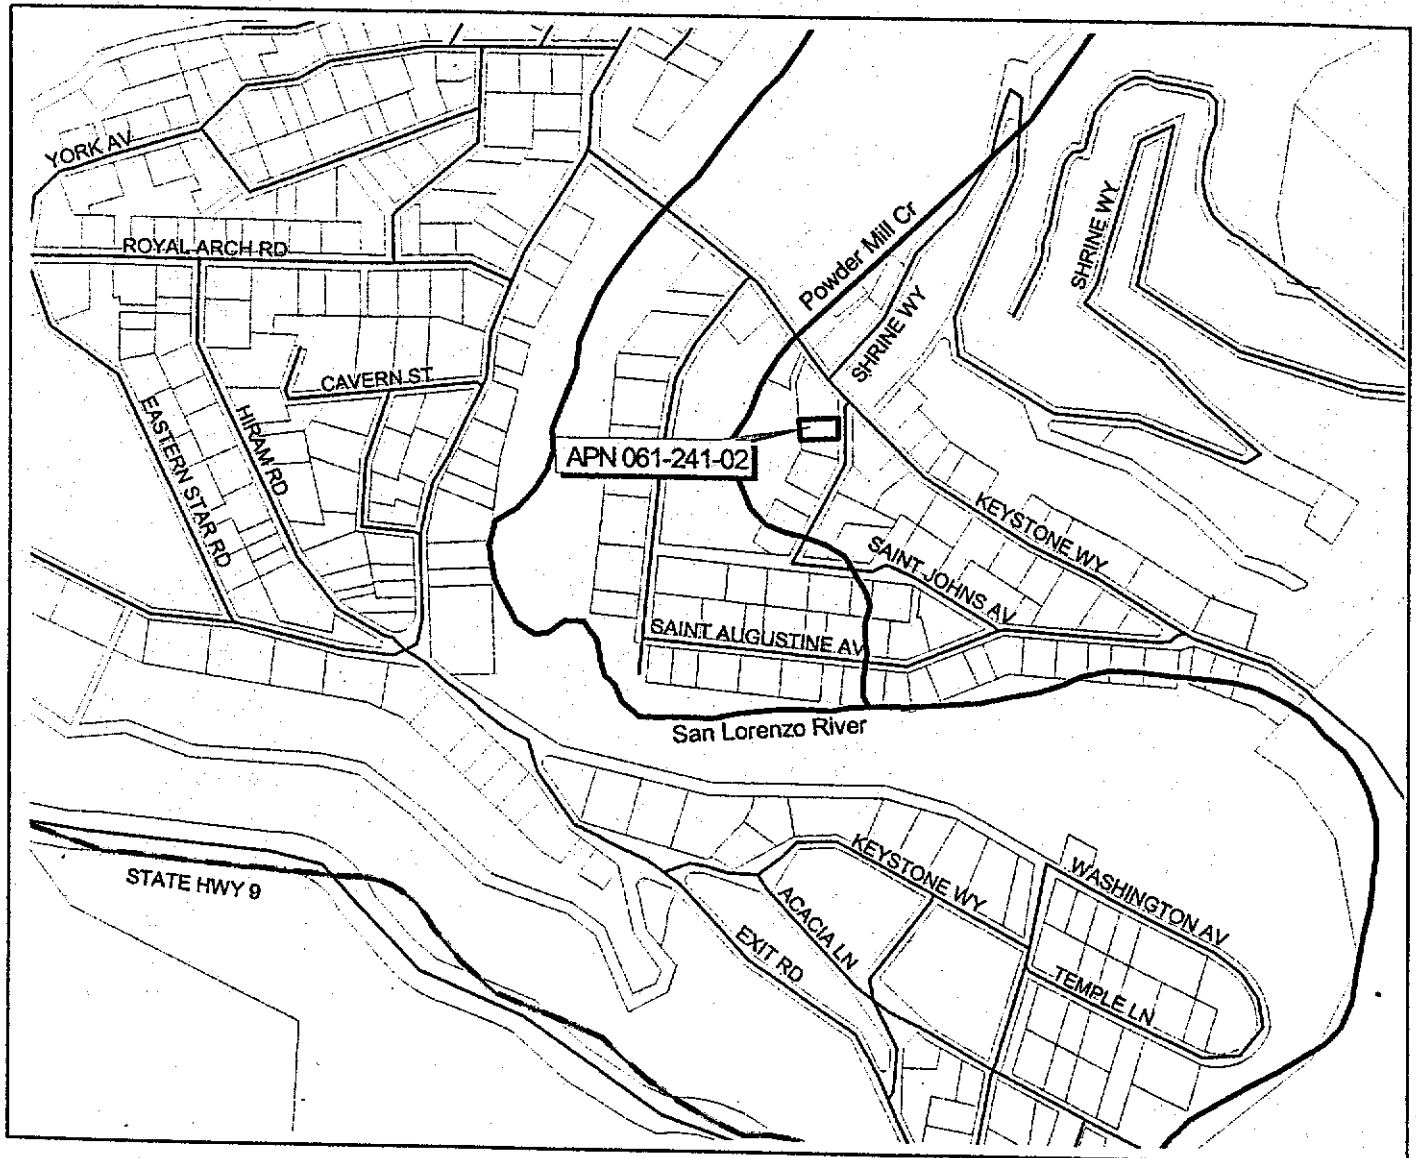 YORK AV
ROYAL ARCH RD
Powder Mill Cr
SHRINE WY
SHRINE WY
CAVERN ST
EASTERN STAR RD
HIRAM RD
APN 061-241-02
KEYSTONE WY
SAINT JOHNS AV
SAINT AUGUSTINE AV
San Lorenzo River
STATE HWY 9
KEYSTONE WY
WASHINGTON AV
ACACIA LN
EXIT RD
TEMPLE LN